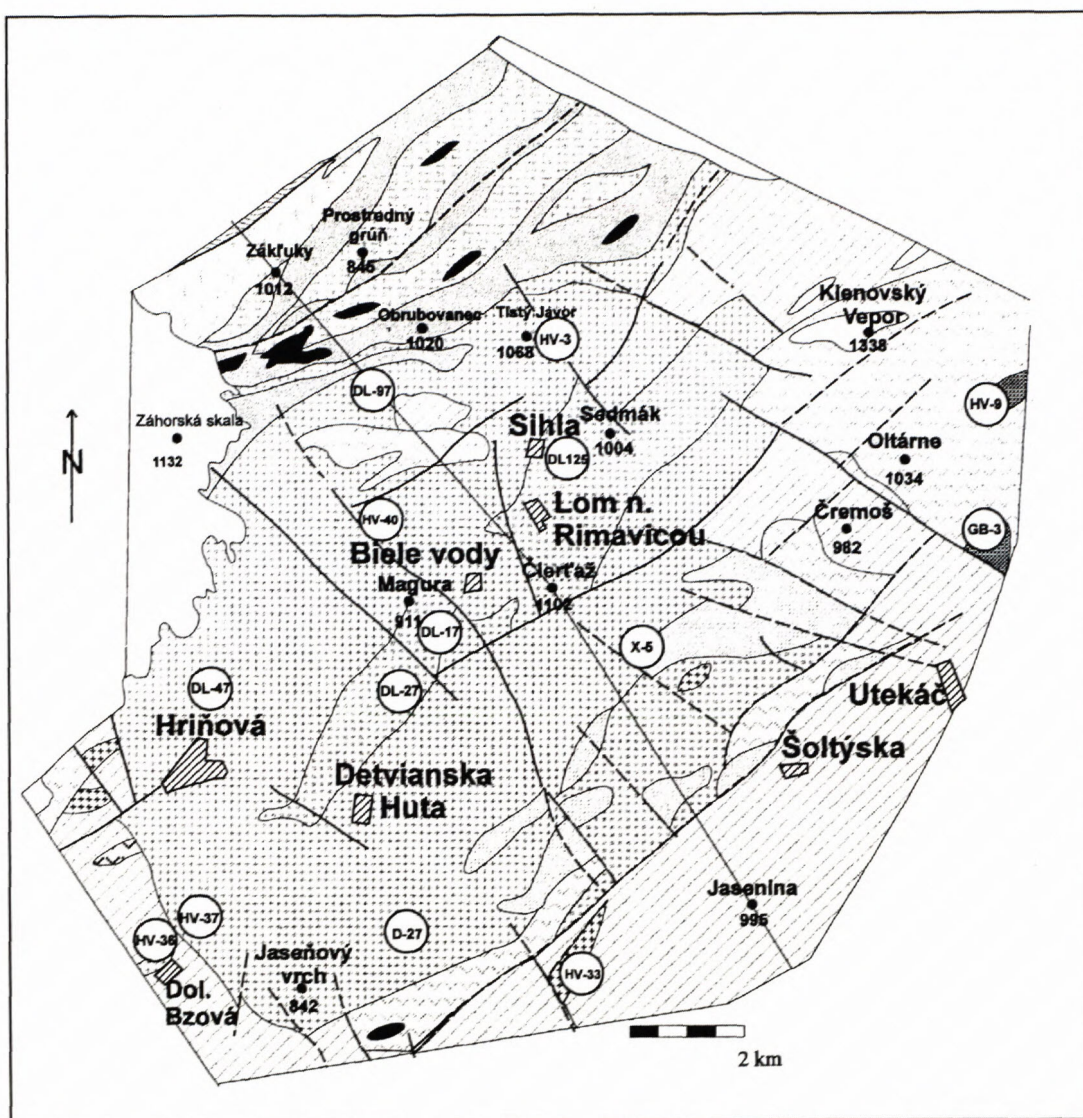 Prostredný
grúň
845
Zákľuky
1012
Klenovský
Vepor
1338
Obrubovanec
1020
Tlstý Javor
1068
HV-3
DL-97
HV-9
Záhorská skala
1132
Sihla
Sedmák
1004
DL125
Oltárne
1034
N
HV-40
Lom n.
Rimavicou
Čremoš
982
GB-3
Biele vody
Magura
911
Čierťaž
1102
DL-17
X-5
DL-47
DL-27
Utekáč
Hriňová
Šoltýska
Detvianska
Huta
Jasenina
995
HV-37
HV-36
D-27
Jaseňový
vrch
842
HV-33
Dol.
Bzová
2 km